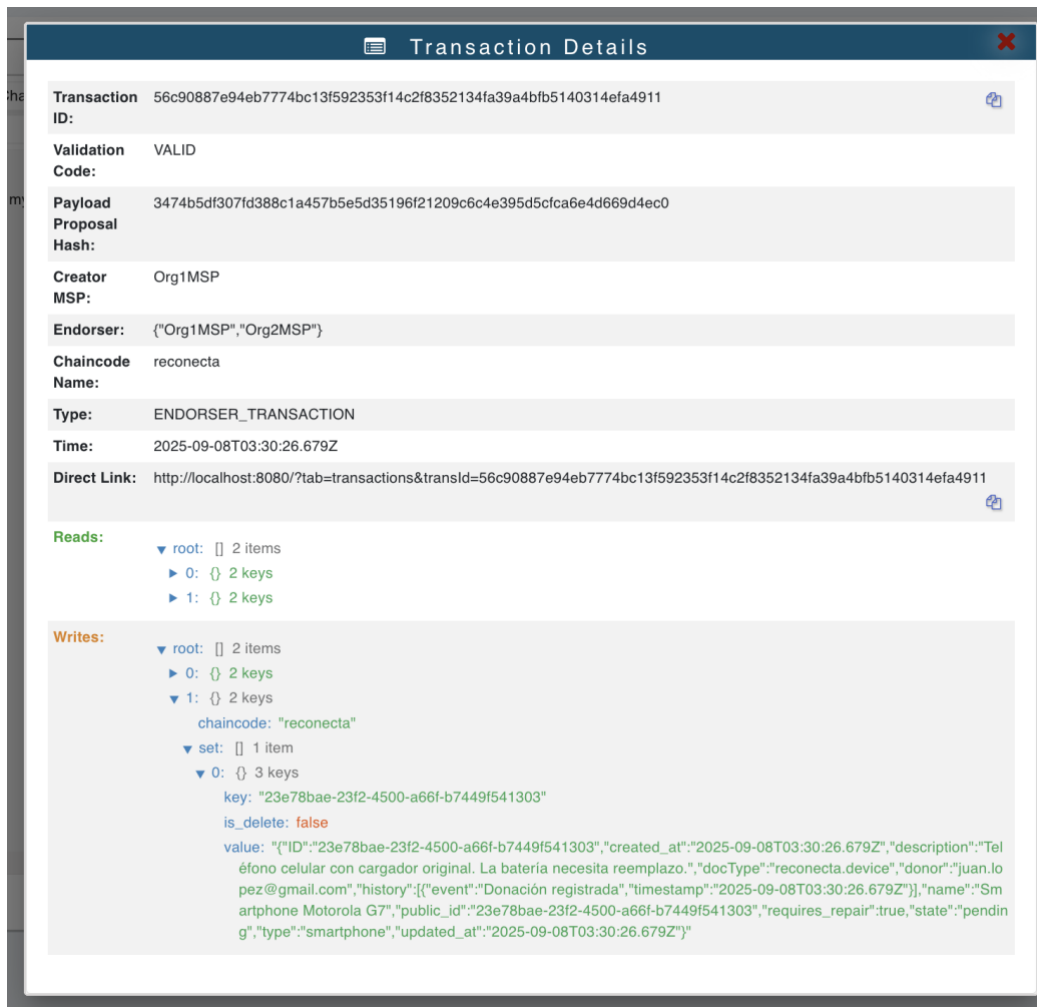 Transaction Details
Cha
my
Transaction
ID:
56c90887e94eb7774bc13f592353f14c2f8352134fa39a4bfb5140314efa4911
Validation
Code:
VALID
Payload
Proposal
Hash:
3474b5df307fd388c1a457b5e5d35196f21209c6c4e395d5cfca6e4d669d4ec0
Creator
MSP:
Org1MSP
Endorser: {"Org1MSP","Org2MSP"}
Chaincode
Name:
reconecta
Type: ENDORSER_TRANSACTION
Time: 2025-09-08T03:30:26.679Z
Direct Link: http://localhost:8080/?tab=transactions&transId=56c90887e94eb7774bc13f592353f14c2f8352134fa39a4bfb5140314efa4911
Reads:
▼ root: [] 2 items
► 0: {} 2 keys
► 1: {} 2 keys
Writes:
▼ root: [] 2 items
► 0: {} 2 keys
▼ 1: {} 2 keys
chaincode: "reconecta"
▼ set: [] 1 item
▼ 0: {} 3 keys
key: "23e78bae-23f2-4500-a66f-b7449f541303"
is_delete: false
value: "{"ID":"23e78bae-23f2-4500-a66f-b7449f541303","created_at":"2025-09-08T03:30:26.679Z","description":"Tel
éfono celular con cargador original. La batería necesita reemplazo.","docType":"reconecta.device","donor":"juan.lo
pez@gmail.com","history":[{"event":"Donación registrada","timestamp":"2025-09-08T03:30:26.679Z"}],"name":"Sm
artphone Motorola G7","public_id":"23e78bae-23f2-4500-a66f-b7449f541303","requires_repair":true,"state":"pendin
g","type":"smartphone","updated_at":"2025-09-08T03:30:26.679Z"}"